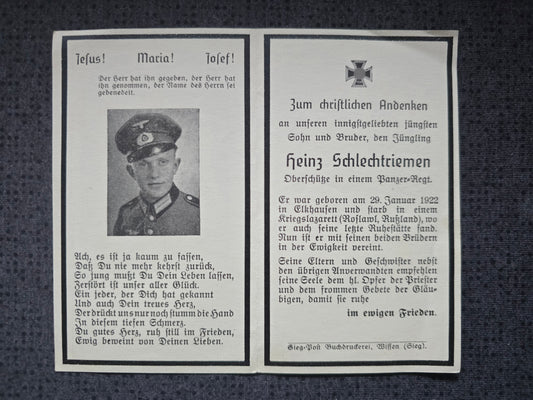 Jesus! Maria! Josef!
Der Herr hat ihn gegeben, der Herr hat
ihn genommen, der Name des Herrn sei
gebenedeit.
Ach, es ist ja kaum zu fassen,
Daß Du nie mehr kehrst zurück,
So jung mußt Du Dein Leben lassen,
Zerstört ist unser aller Glück.
Ein jeder, der Dich hat gekannt
Und auch Dein treues Herz,
Der drückt uns nur noch stumm die Hand
In diesem tiefen Schmerz.
Du gutes Herz, ruh still im Frieden,
Ewig beweint von Deinen Lieben.
Zum christlichen Andenken
an unseren innigstgeliebten jüngsten
Sohn und Bruder, den Jüngling
Heinz Schlechtriemen
Oberschütze in einem Panzer-Regt.
Er war geboren am 29. Januar 1922
in Elkhausen und starb in einem
Kriegslazarett (Roslawl, Rußland), wo
er auch seine letzte Ruhestätte fand.
Nun ist er mit seinen beiden Brüdern
in der Ewigkeit vereint.
Seine Eltern und Geschwister nebst
den übrigen Anverwandten empfehlen
seine Seele dem hl. Opfer der Priester
und dem frommen Gebete der Gläu-
bigen, damit sie ruhe
im ewigen Frieden.
Sieg-Post Buchdruckerei, Wissen (Sieg).